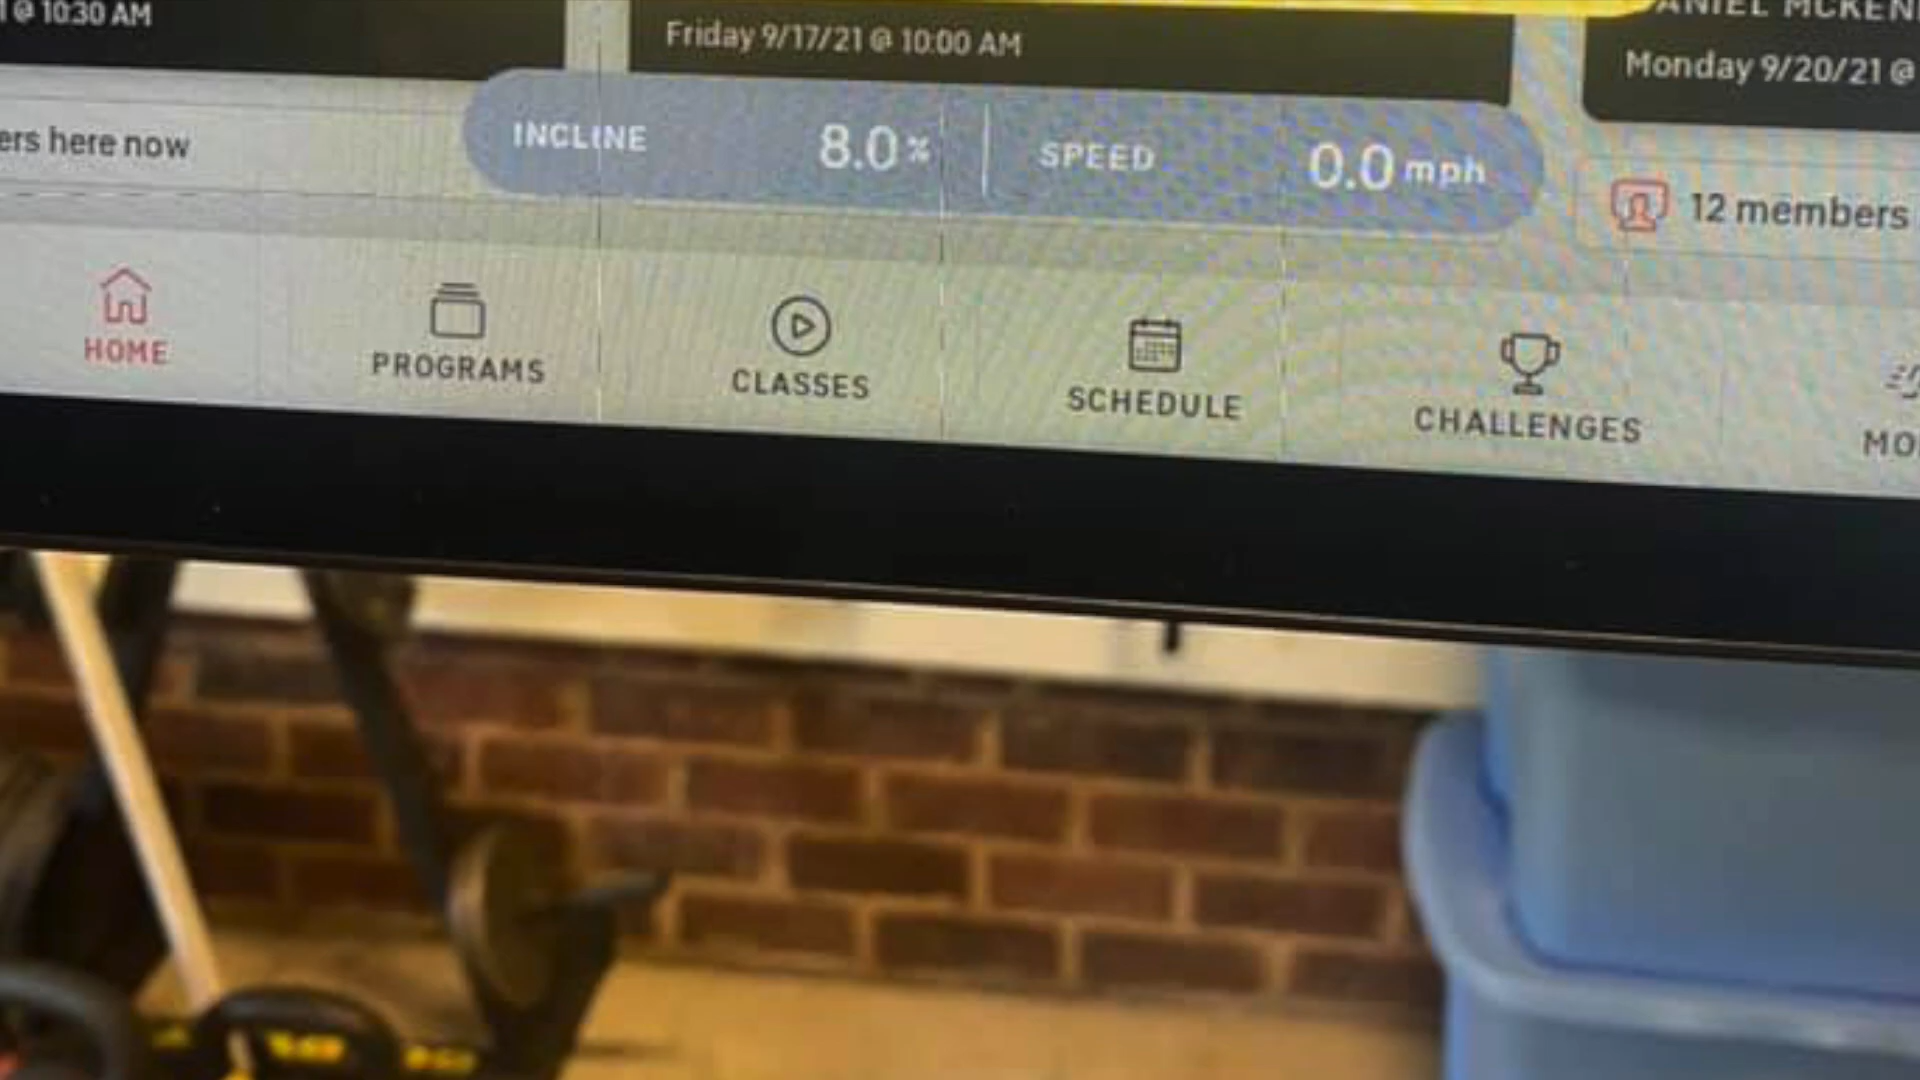 @ 10:30 AM
Friday 9/17/21 @ 10:00 AM
Monday 9/20/21 @
here now
INCLINE 8.0% SPEED 0.0 mph
12 members
HOME PROGRAMS CLASSES SCHEDULE CHALLENGES